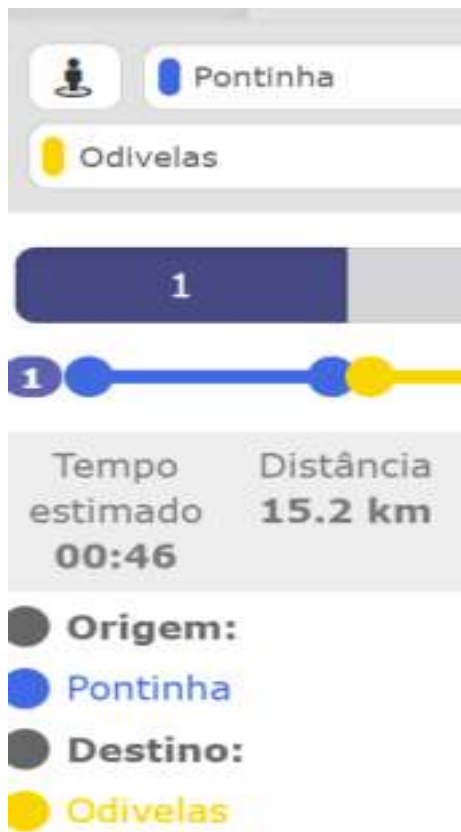 Pontinha
Odivelas
1
1
Tempo
estimado
00:46
Distância
15.2 km
Origem:
Pontinha
Destino:
Odivelas